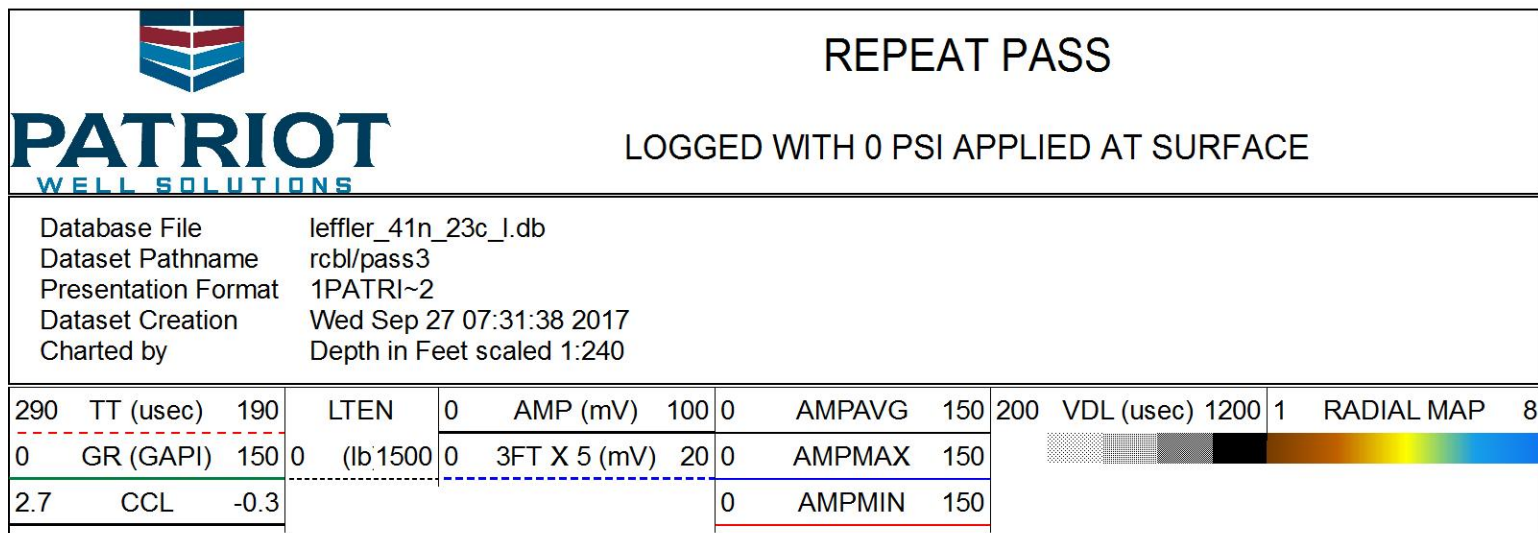 REPEAT PASS
PATRIOT
WELL SOLUTIONS
LOGGED WITH 0 PSI APPLIED AT SURFACE
Database File leffler_41n_23c_l.db
Dataset Pathname rcbl/pass3
Presentation Format 1PATRI~2
Dataset Creation Wed Sep 27 07:31:38 2017
Charted by Depth in Feet scaled 1:240
290 TT (usec) 190 LTEN 0 AMP (mV) 100 0 AMPAVG 150 200 VDL (usec) 1200 1 RADIAL MAP 8
0 GR (GAPI) 150 0 (lb 1500 0 3FT X 5 (mV) 20 0 AMPMAX 150
2.7 CCL -0.3 0 AMPMIN 150